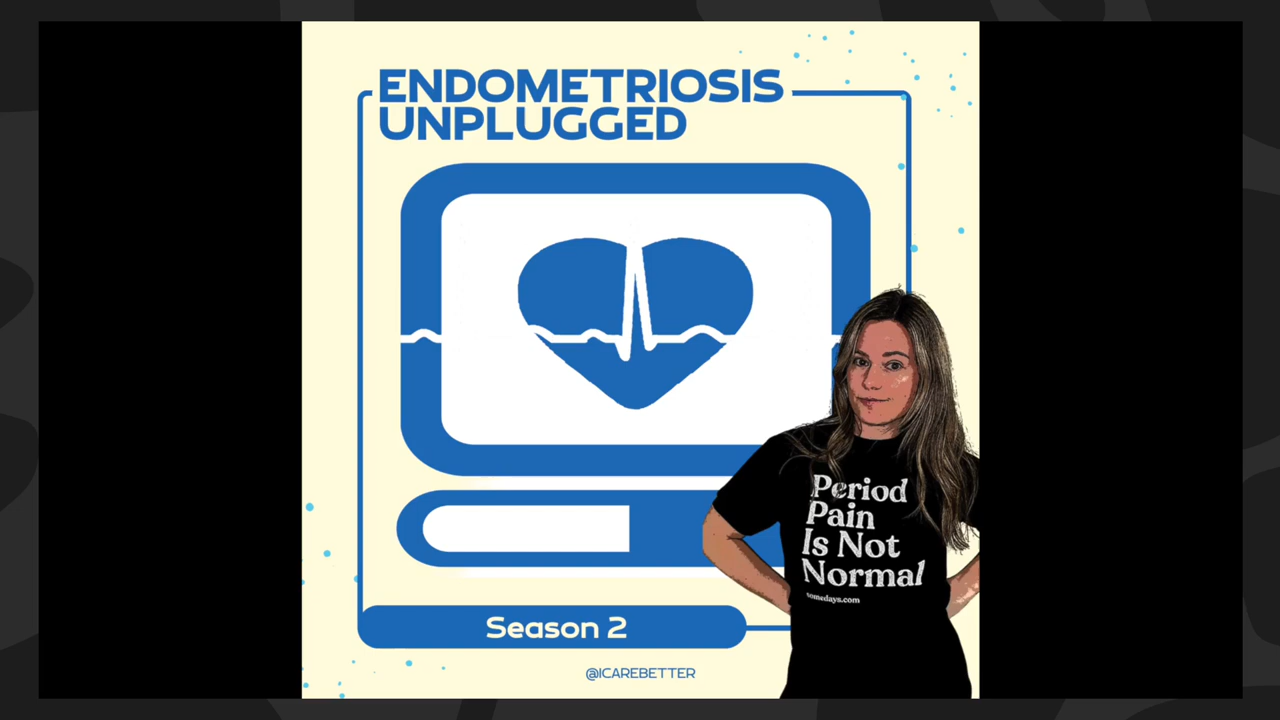 ENDOMETRIOSIS
UNPLUGGED
Period
Pain
Is Not
Normal
somedays.com
Season 2
@ICAREBETTER